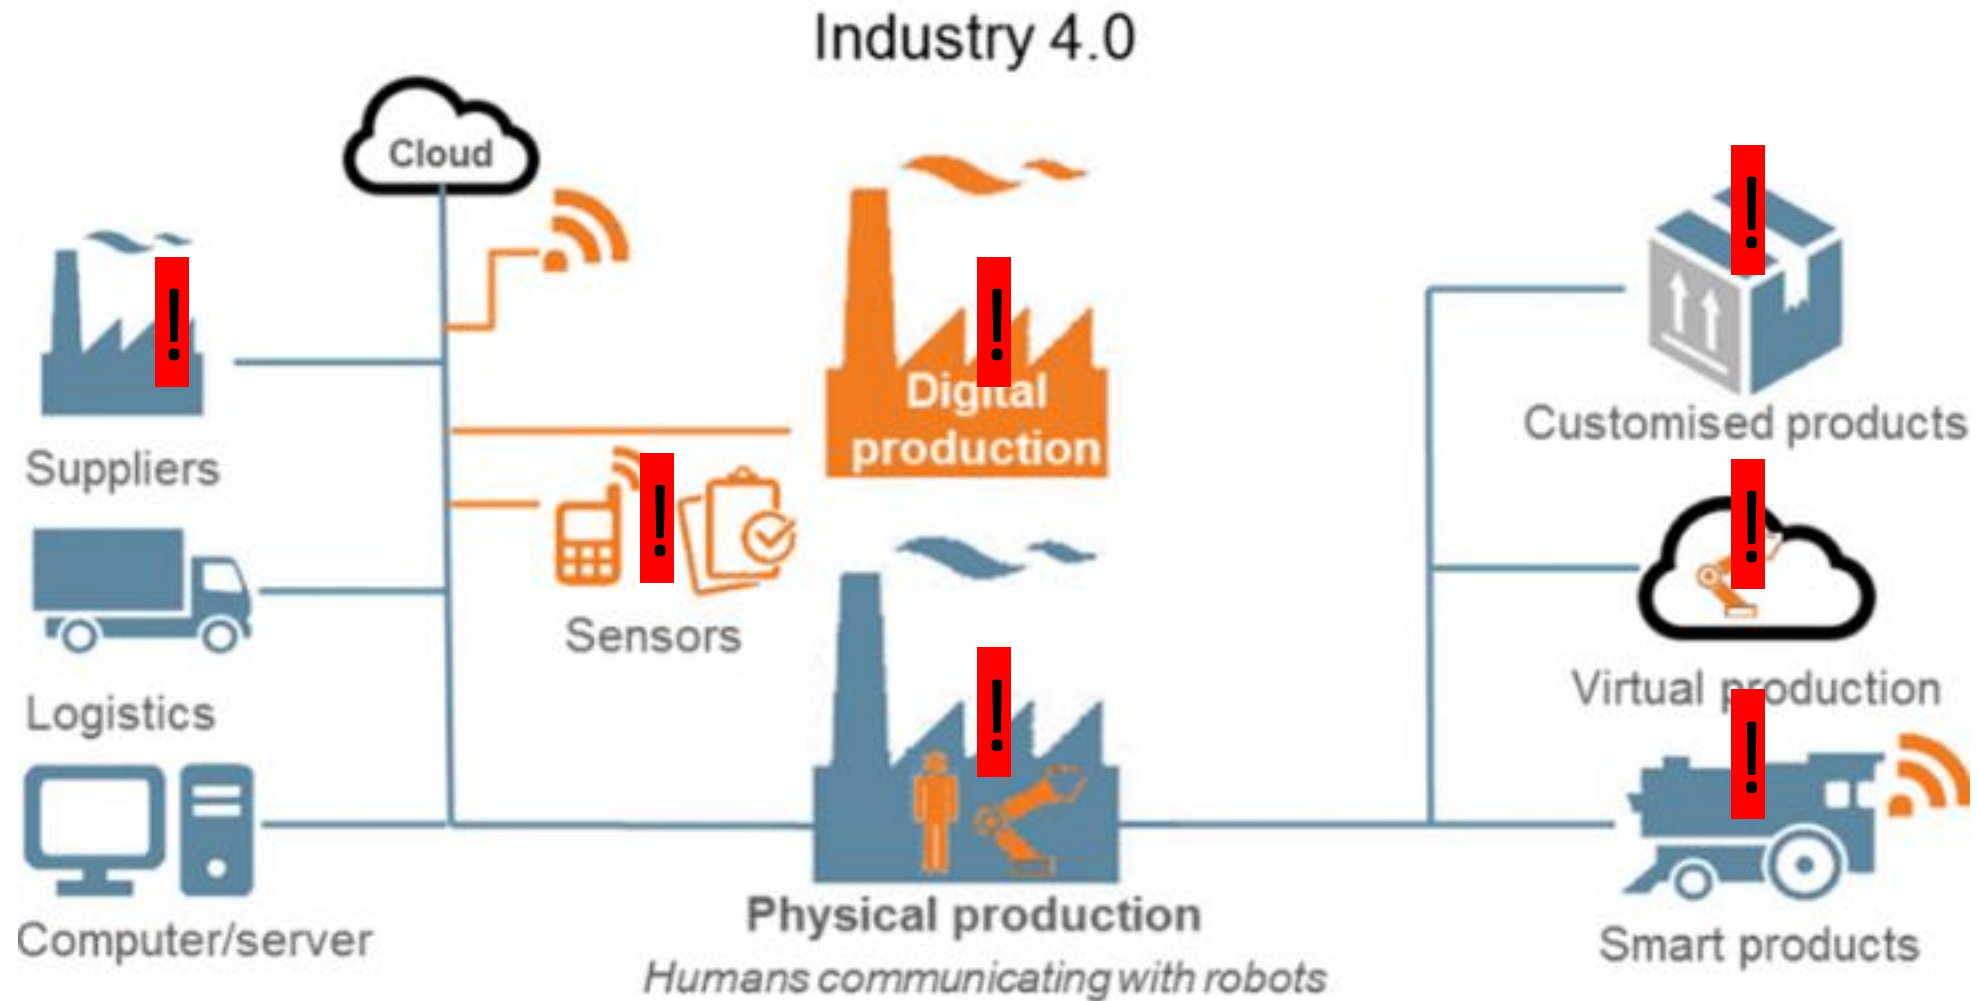 Industry 4.0
Cloud
!
Suppliers
Logistics
Computer/server
!
Sensors
!
Digital
production
!
Physical production
Humans communicating with robots
!
Customised products
!
Virtual production
!
Smart products